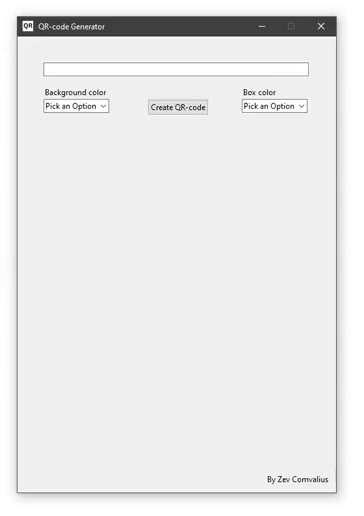 QR QR-code Generator
Background color
Box color
Pick an Option
Create QR-code
Pick an Option
By Zev Comvalius